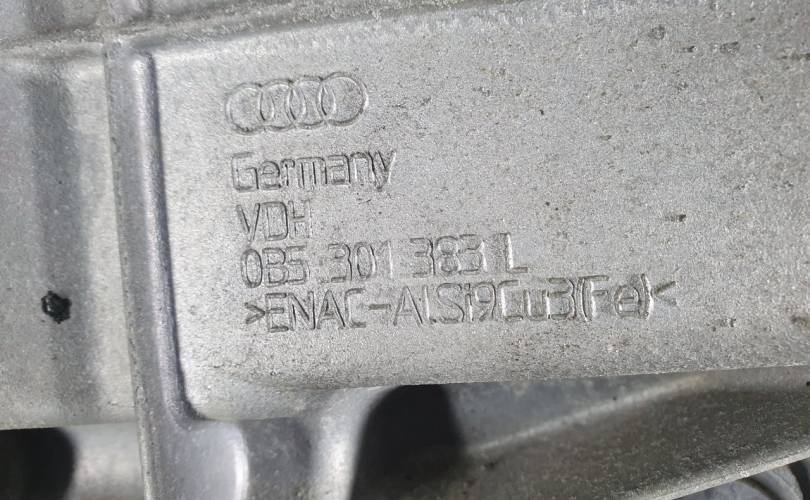 Germany
VDH
0B5 301 383 L
>ENAC-AlSi9Cu3(Fe)<